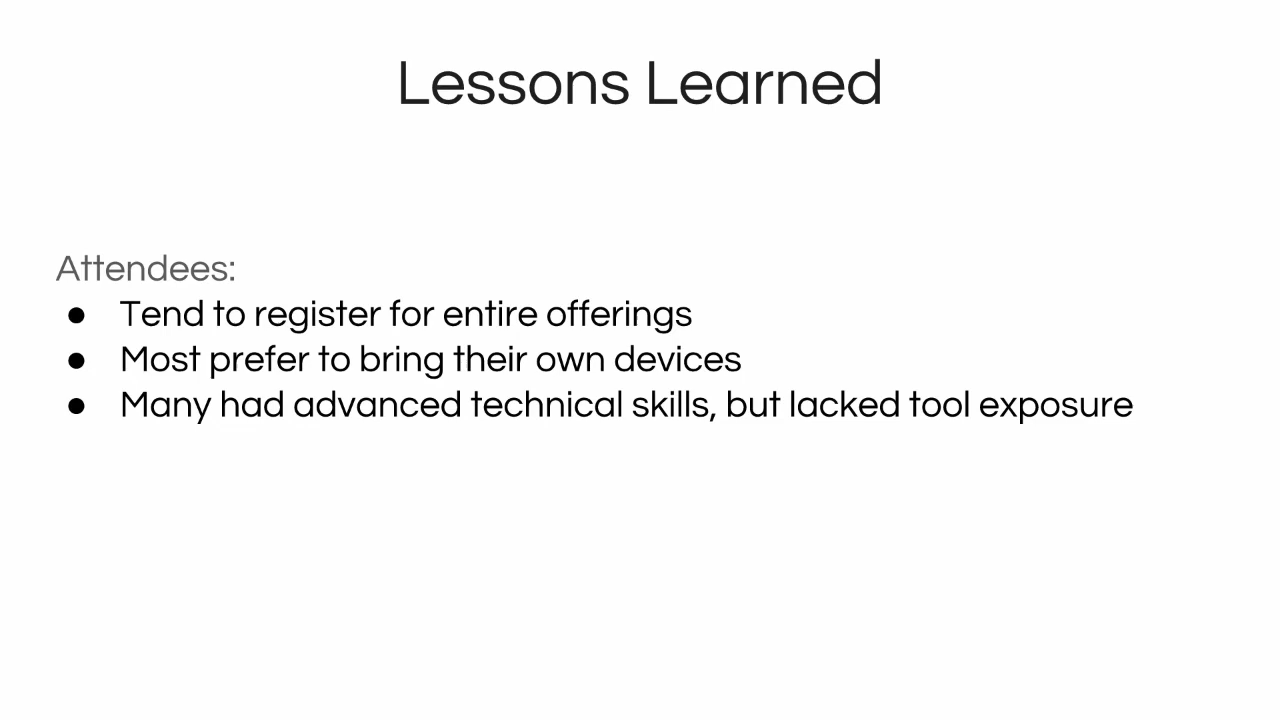 Lessons Learned
Attendees:
● Tend to register for entire offerings
● Most prefer to bring their own devices
● Many had advanced technical skills, but lacked tool exposure